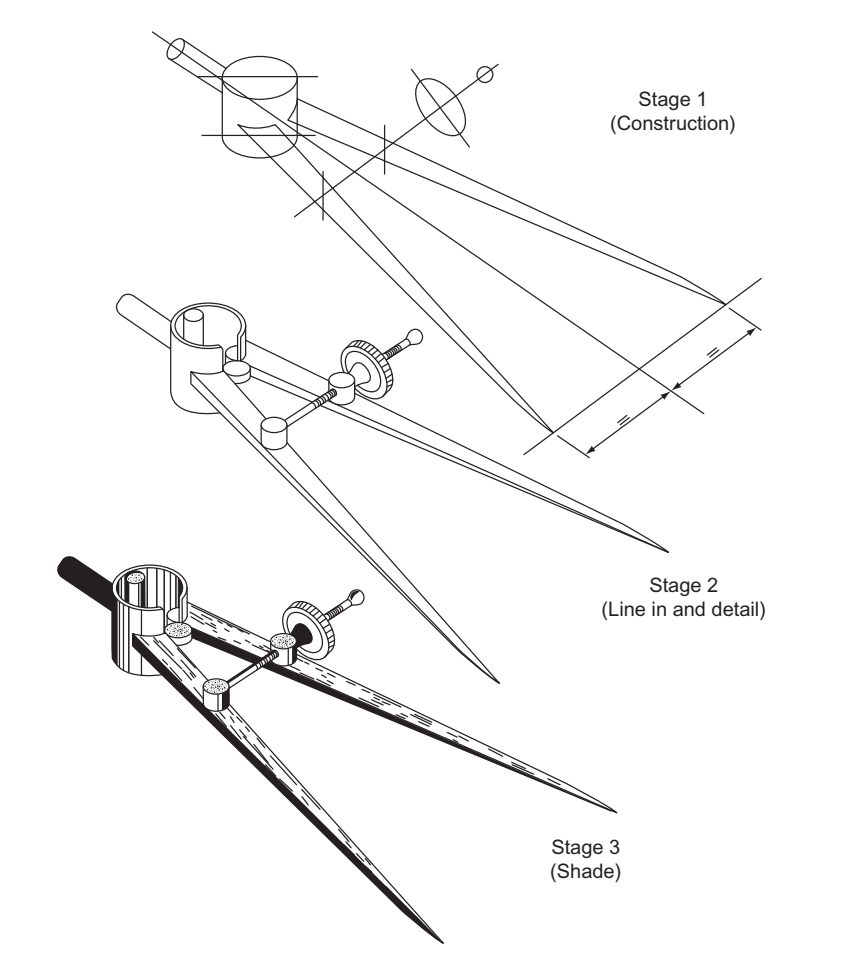 Stage 1
(Construction)
Stage 2
(Line in and detail)
Stage 3
(Shade)